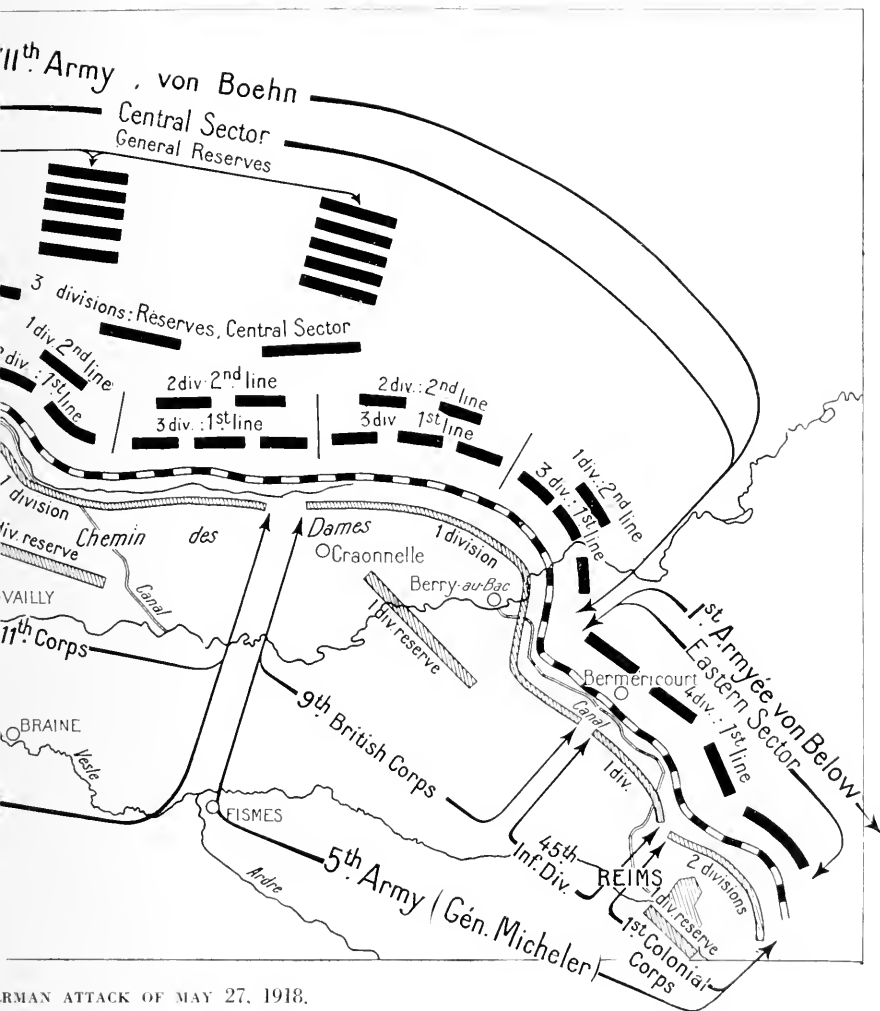 VIIth Army, von Boehn
Central Sector
General Reserves
3 divisions: Réserves, Central Sector
1 div. 2nd line
div.: 1st line
2 div. 2nd line
3 div.: 1st line
2 div.: 2nd line
3 div. 1st line
1 div.: 2nd line
3 div.: 1st line
1 division
div. reserve
Chemin des Dames
Craonnelle
1 division
Berry-au-Bac
Canal
VAILLY
11th Corps
1 div. reserve
1st Armyée von Below
Eastern Sector
Berméricourt
4 div.: 1st line
Canal
BRAINE
Vesle
9th British Corps
1 div.
FISMES
45th
Inf. Div.
REIMS
2 divisions
Ardre
5th Army (Gén. Micheler)
1 div. reserve
1st Colonial
Corps
RMAN ATTACK OF MAY 27, 1918.